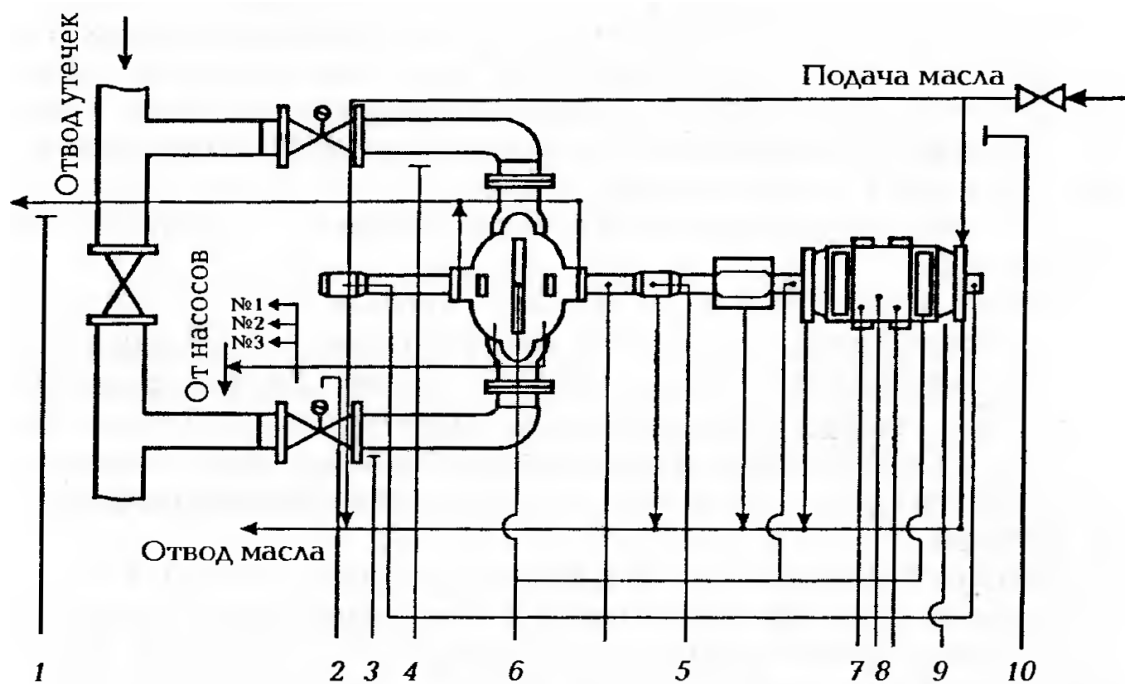 Отвод утечек
Подача масла
№1
№2
№3
От насосов
Отвод масла
1 2 3 4 6 5 7 8 9 10